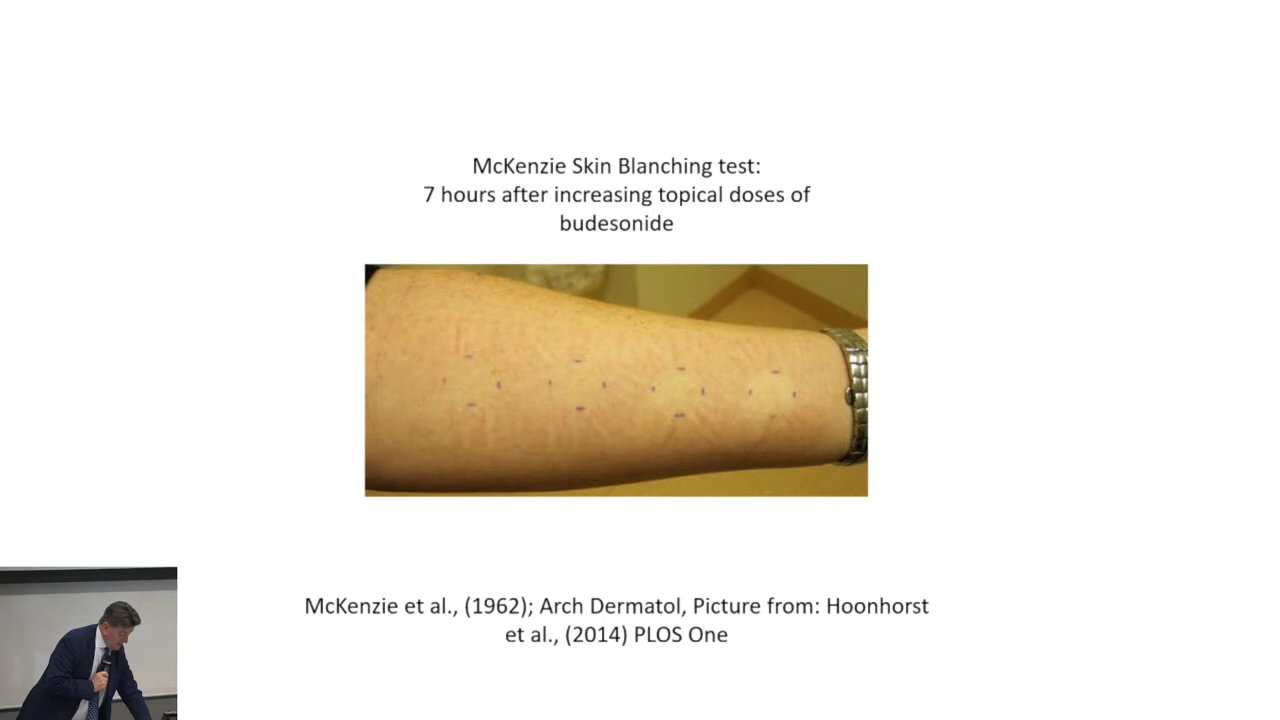 McKenzie Skin Blanching test:
7 hours after increasing topical doses of
budesonide
McKenzie et al., (1962); Arch Dermatol, Picture from: Hoonhorst
et al., (2014) PLOS One